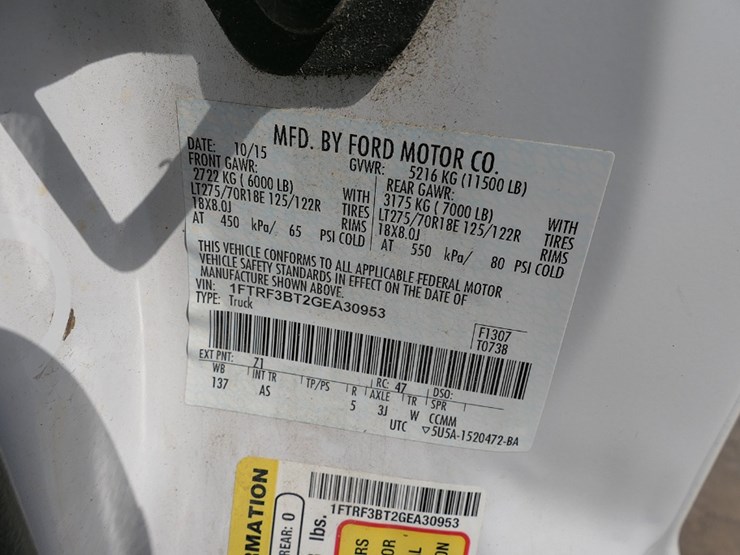 MFD. BY FORD MOTOR CO.
DATE: 10/15 GVWR: 5216 KG (11500 LB)
FRONT GAWR: REAR GAWR:
2722 KG ( 6000 LB) WITH 3175 KG ( 7000 LB) WITH
LT275/70R18E 125/122R TIRES LT275/70R18E 125/122R TIRES
18X8.0J RIMS 18X8.0J RIMS
AT 450 kPa/ 65 PSI COLD AT 550 kPa/ 80 PSI COLD
THIS VEHICLE CONFORMS TO ALL APPLICABLE FEDERAL MOTOR
VEHICLE SAFETY STANDARDS IN EFFECT ON THE DATE OF
MANUFACTURE SHOWN ABOVE.
VIN: 1FTRF3BT2GEA30953
TYPE: Truck
F1307
T0738
EXT PNT: Z1 RC: 47 DSO:
WB INT TR TP/PS R AXLE TR SPR
137 AS 5 3J W CCMM
UTC ▽5U5A-1520472-BA
1FTRF3BT2GEA30953
MATION
REAR: 0
lbs.